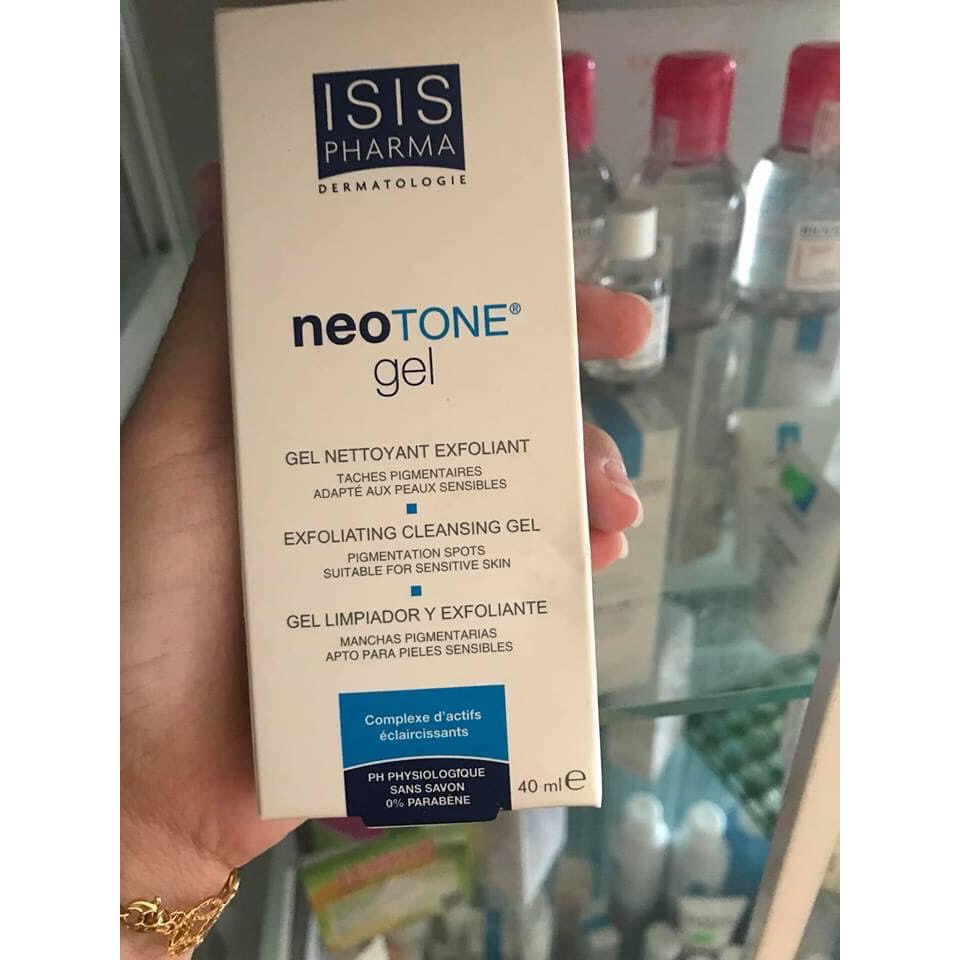 ISIS
PHARMA
DERMATOLOGIE
neoTONE®
gel
GEL NETTOYANT EXFOLIANT
TACHES PIGMENTAIRES
ADAPTÉ AUX PEAUX SENSIBLES
EXFOLIATING CLEANSING GEL
PIGMENTATION SPOTS
SUITABLE FOR SENSITIVE SKIN
GEL LIMPIADOR Y EXFOLIANTE
MANCHAS PIGMENTARIAS
APTO PARA PIELES SENSIBLES
Complexe d'actifs
éclaircissants
PH PHYSIOLOGIQUE
SANS SAVON
0% PARABÈNE
40 ml ℮